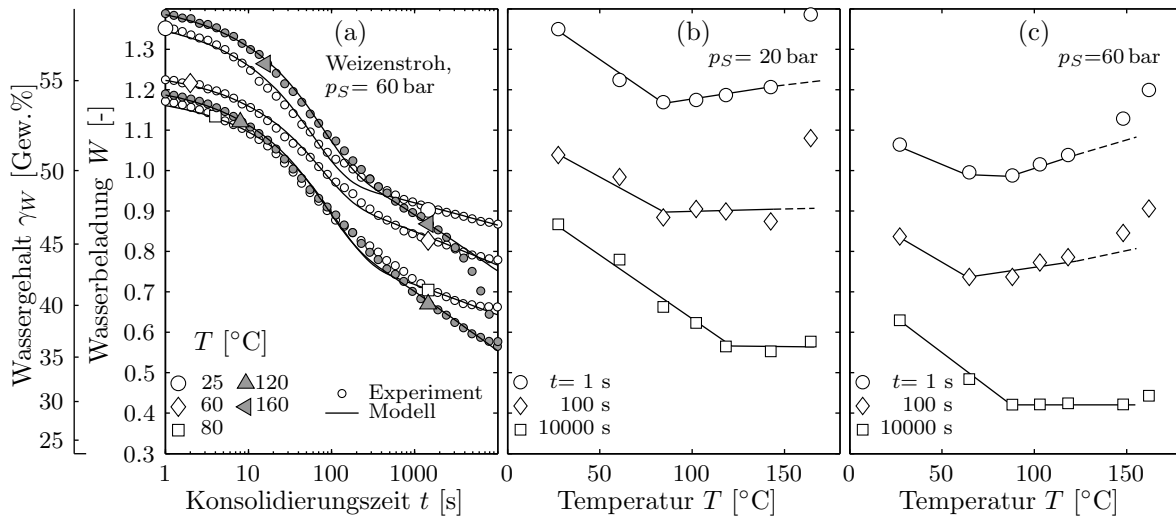 (a)
Weizenstroh,
p_S= 60 bar
Wassergehalt γ_W [Gew.%]
55
50
45
40
35
30
25
Wasserbeladung W [-]
1.3
1.2
1.1
1.0
0.9
0.8
0.7
0.6
0.5
0.4
0.3
T [°C]
25
120
60
160
80
Experiment
Modell
1
10
100
1000
Konsolidierungszeit t [s]
(b)
p_S = 20 bar
t= 1 s
100 s
10000 s
0
50
100
150
Temperatur T [°C]
(c)
p_S=60 bar
t= 1 s
100 s
10000 s
0
50
100
150
Temperatur T [°C]